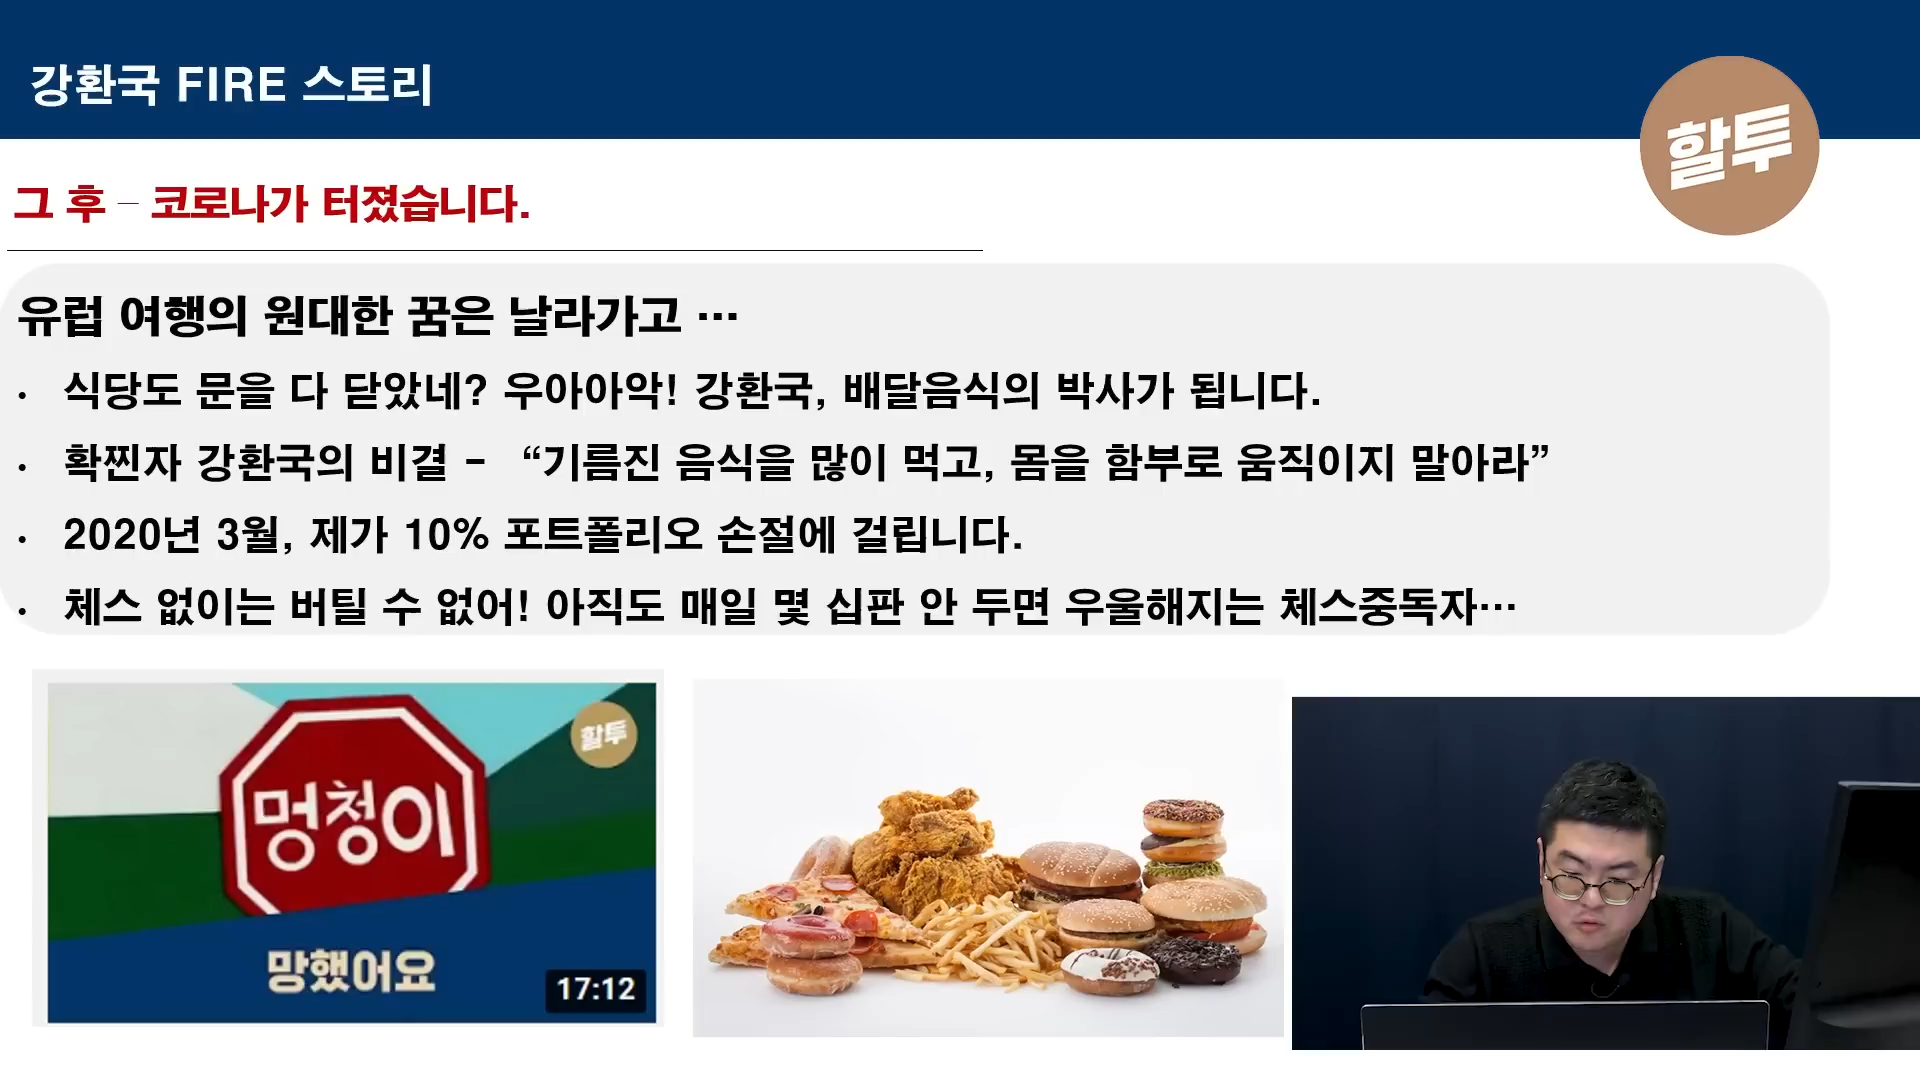 강환국 FIRE 스토리
할투
그 후 – 코로나가 터졌습니다.
유럽 여행의 원대한 꿈은 날라가고 …
• 식당도 문을 다 닫았네? 우아아악! 강환국, 배달음식의 박사가 됩니다.
• 확찐자 강환국의 비결 - “기름진 음식을 많이 먹고, 몸을 함부로 움직이지 말아라”
• 2020년 3월, 제가 10% 포트폴리오 손절에 걸립니다.
• 체스 없이는 버틸 수 없어! 아직도 매일 몇 십판 안 두면 우울해지는 체스중독자…
할투
멍청이
망했어요
17:12